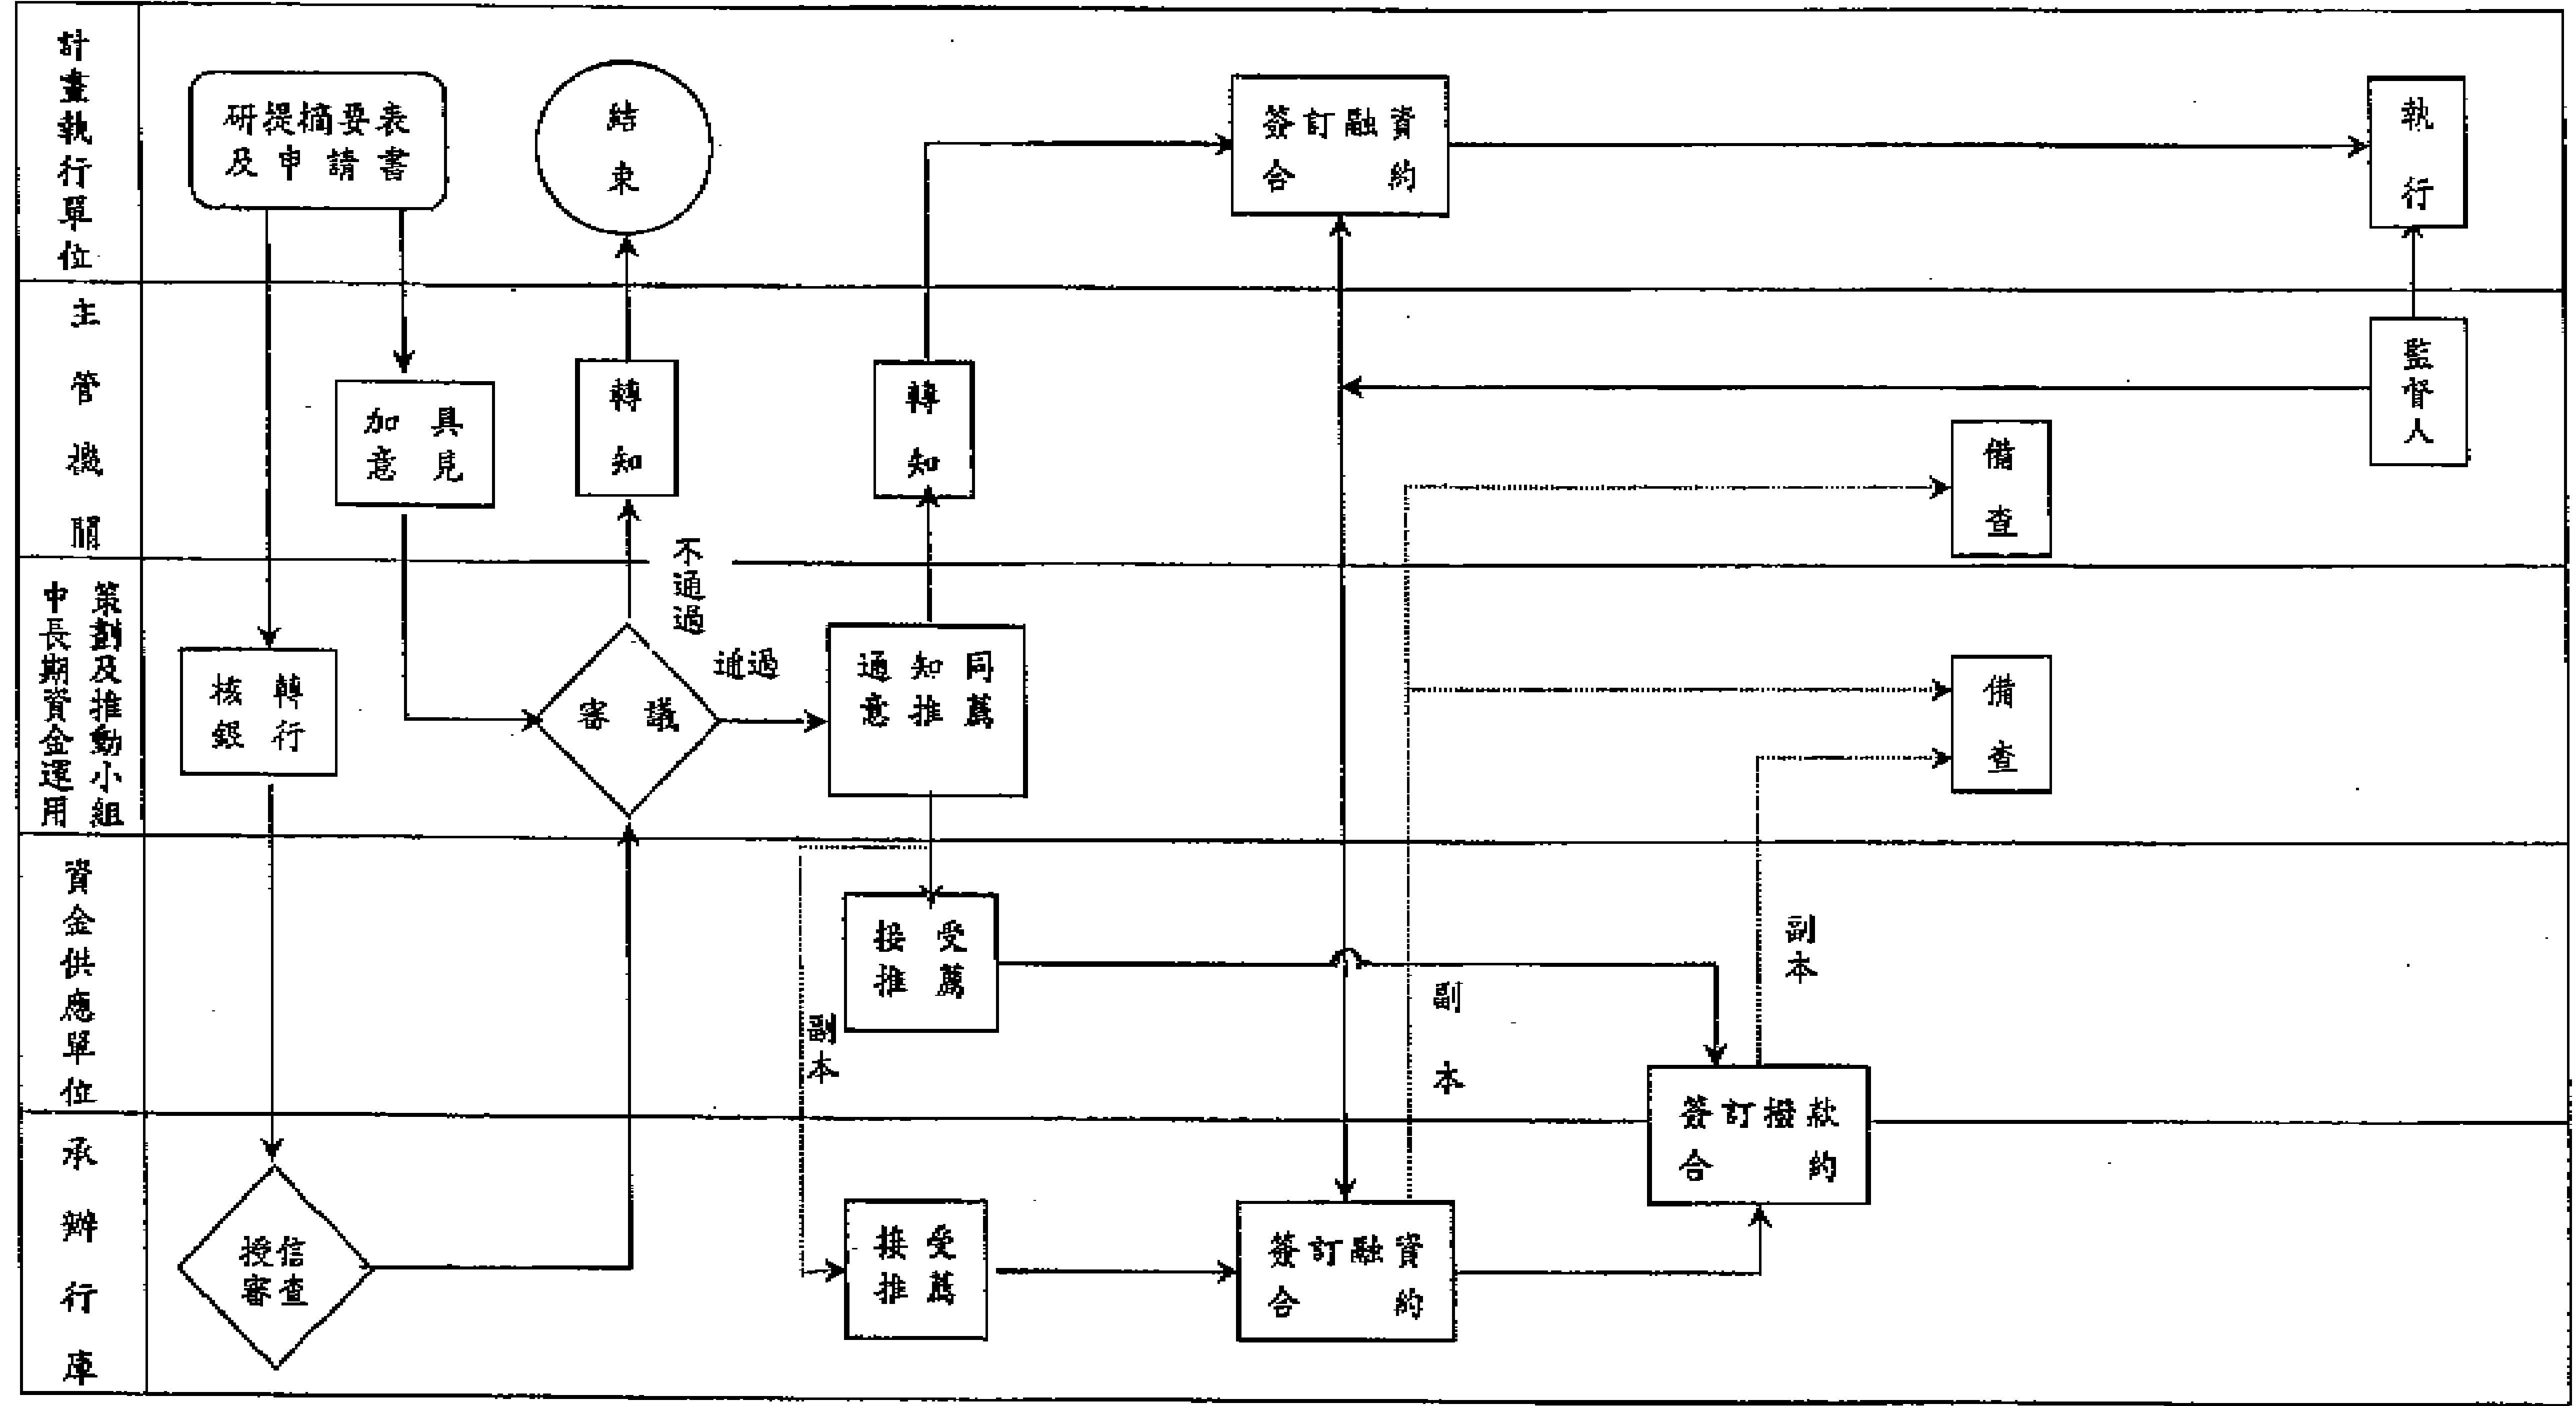 計畫執行單位
研提摘要表
及申請書
結
束
簽訂融資
合約
執
行
主管機關
加具
意見
轉
知
轉
知
監
督
人
備
查
不通過
中長期資金運用
策劃及推動小組
核轉
銀行
審議
通過
通知同
意推薦
備
查
資金供應單位
接受
推薦
副本
副本
副本
簽訂撥款
合約
承辦行庫
授信
審查
接受
推薦
簽訂融資
合約